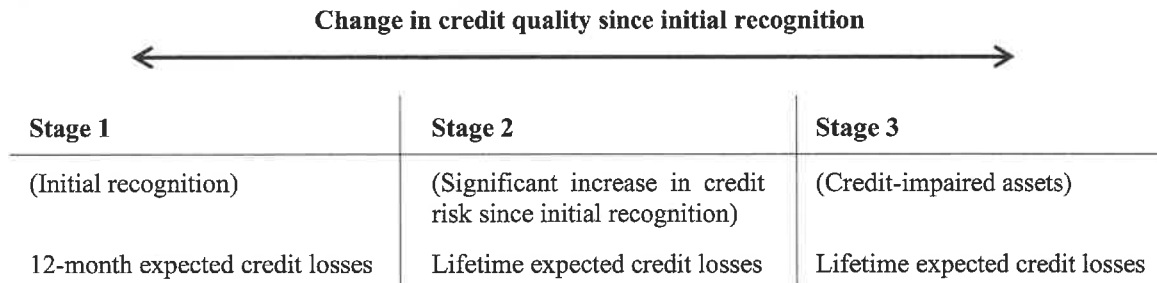 Change in credit quality since initial recognition
Stage 1
Stage 2
Stage 3
(Initial recognition)
(Significant increase in credit
risk since initial recognition)
(Credit-impaired assets)
12-month expected credit losses
Lifetime expected credit losses
Lifetime expected credit losses